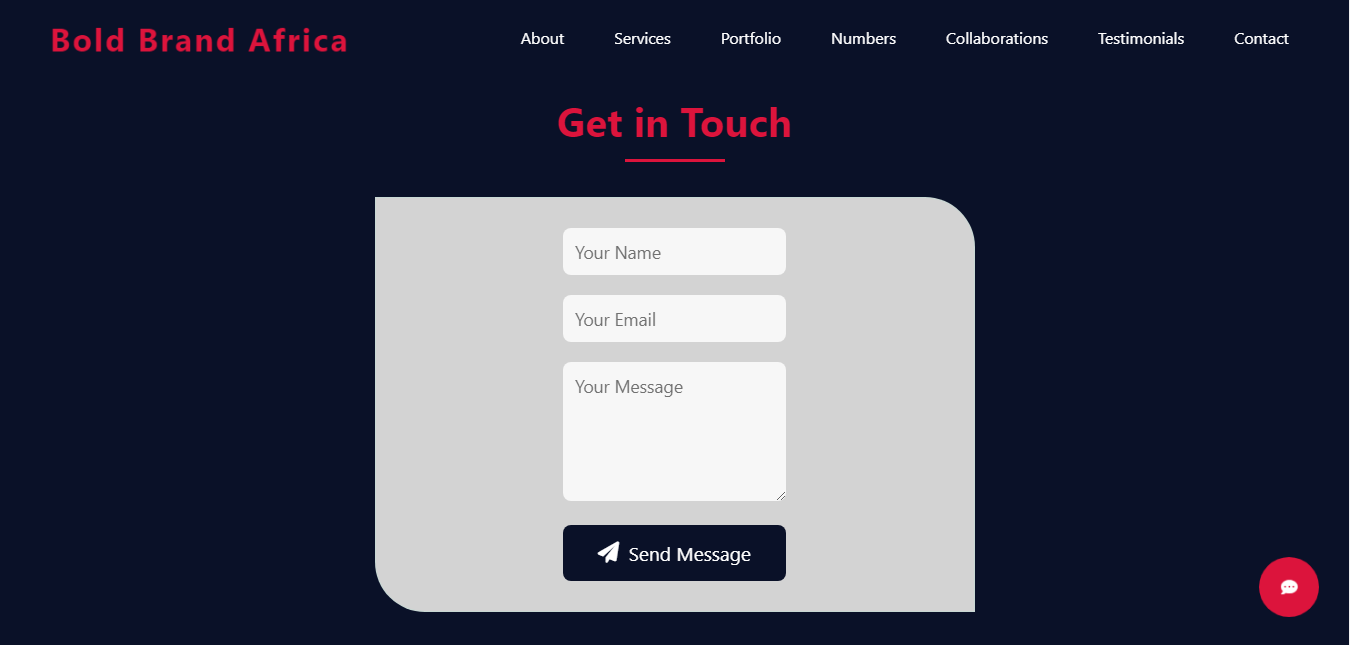 Bold Brand Africa
About Services Portfolio Numbers Collaborations Testimonials Contact
Get in Touch
Your Name
Your Email
Your Message
Send Message